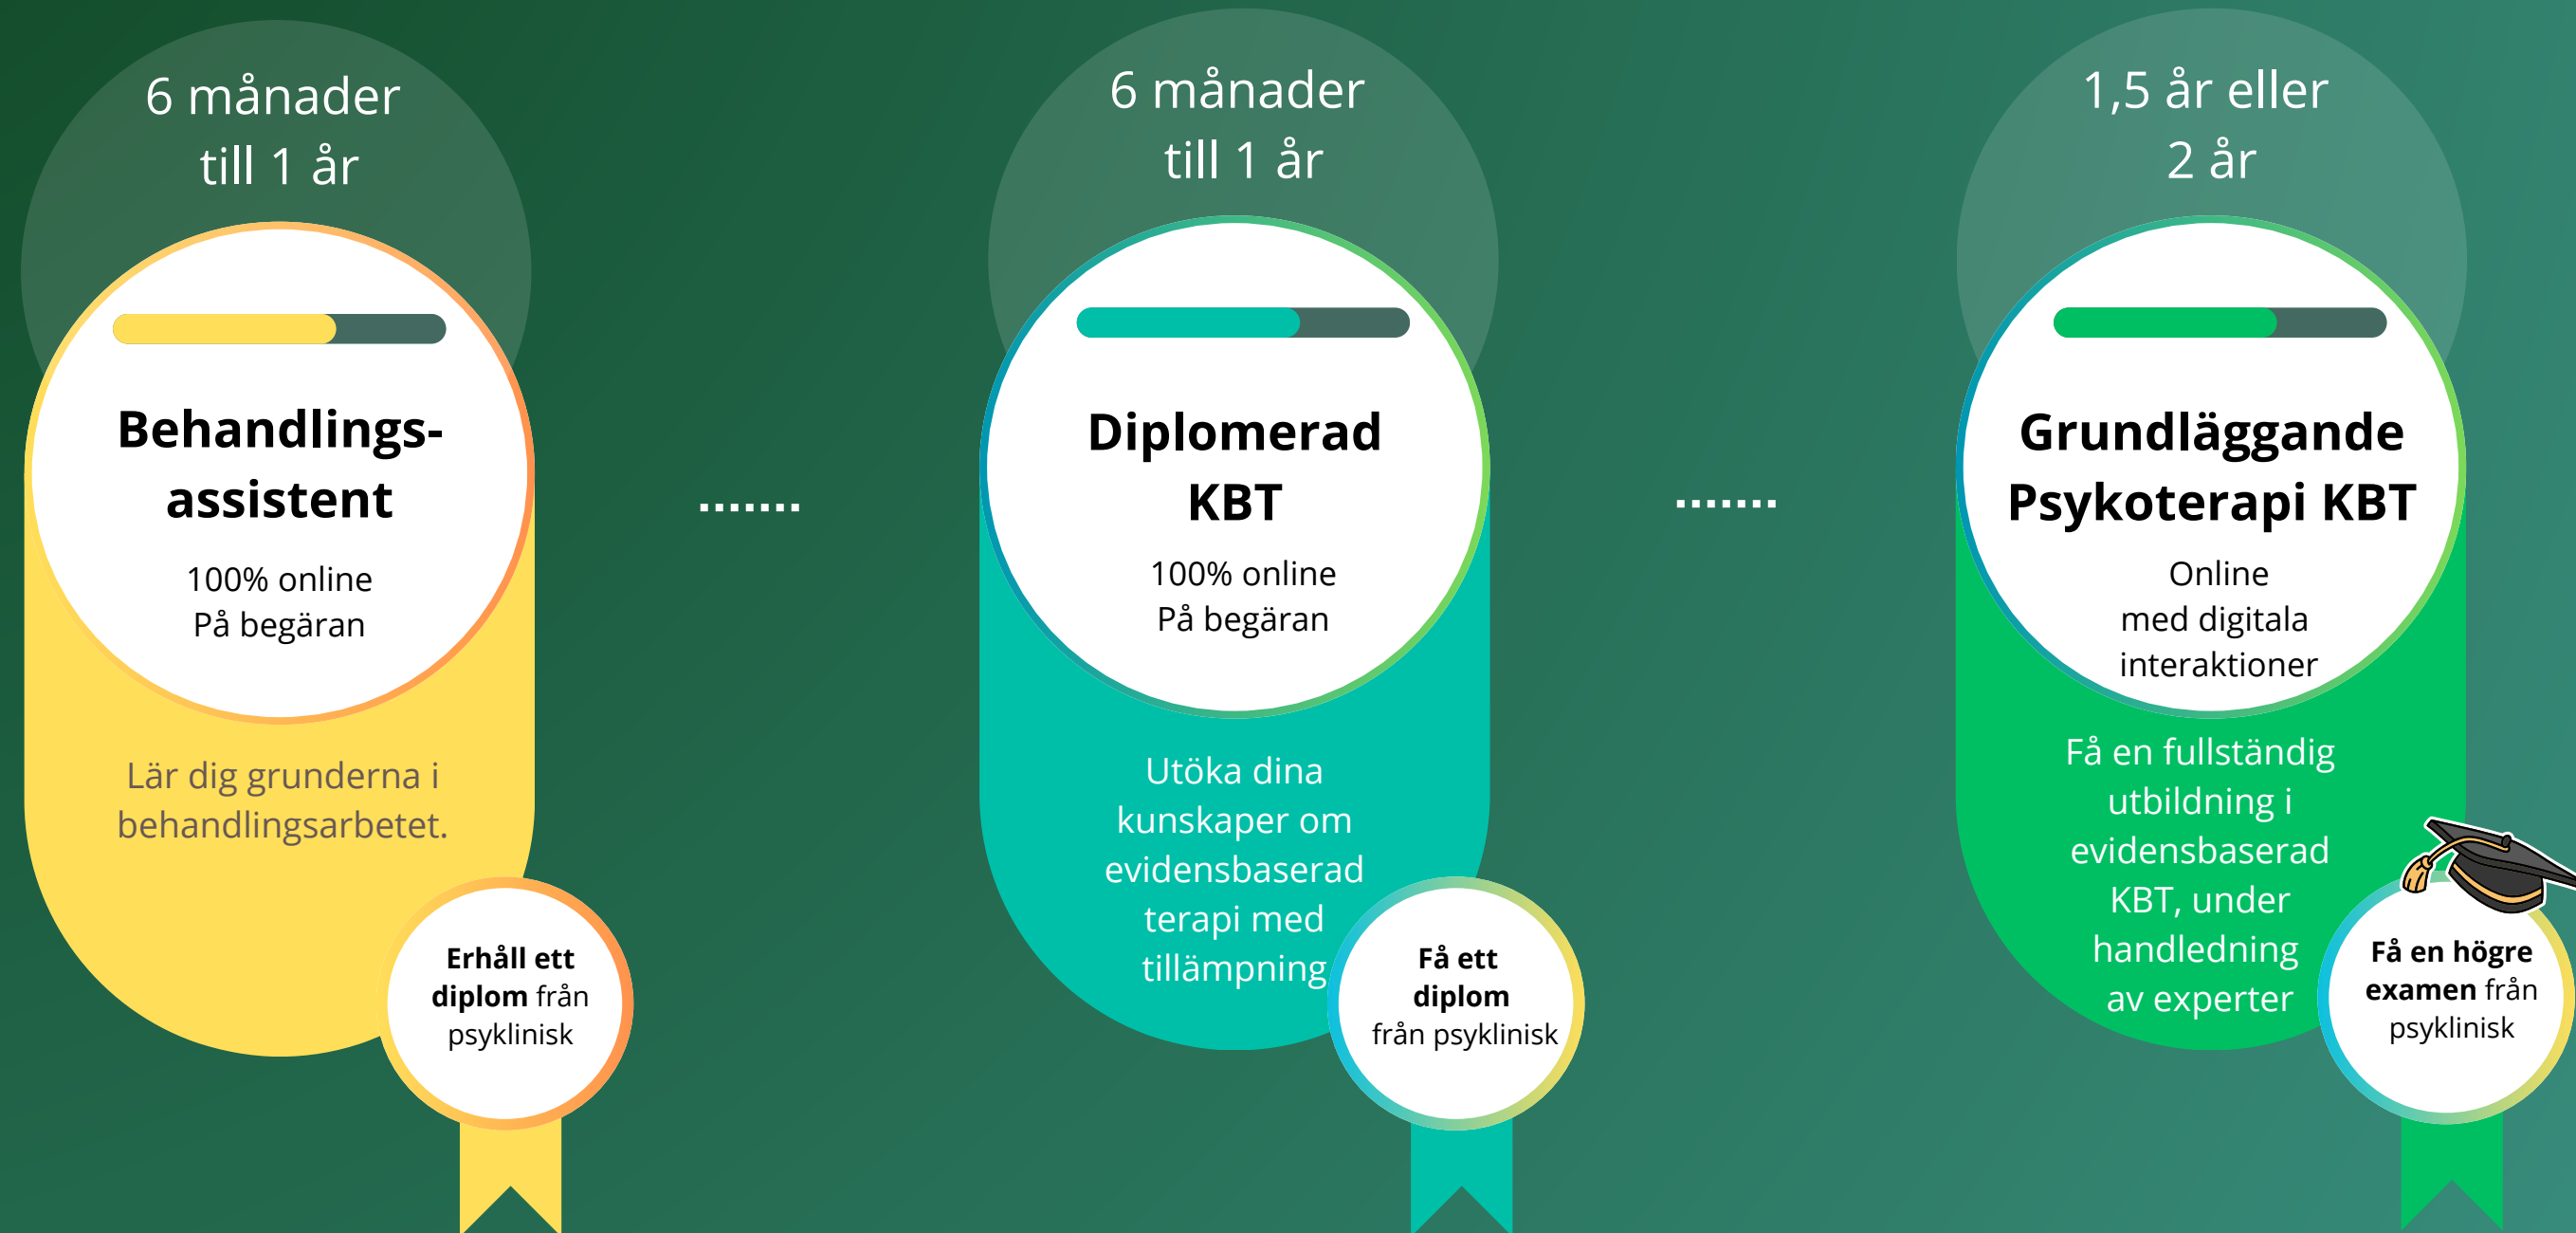 6 månader
till 1 år
Behandlings-
assistent
100% online
På begäran
Lär dig grunderna i
behandlingsarbetet.
Erhåll ett
diplom från
psyklinisk
.......
6 månader
till 1 år
Diplomerad
KBT
100% online
På begäran
Utöka dina
kunskaper om
evidensbaserad
terapi med
tillämpning
Få ett
diplom
från psyklinisk
.......
1,5 år eller
2 år
Grundläggande
Psykoterapi KBT
Online
med digitala
interaktioner
Få en fullständig
utbildning i
evidensbaserad
KBT, under
handledning
av experter
Få en högre
examen från
psyklinisk